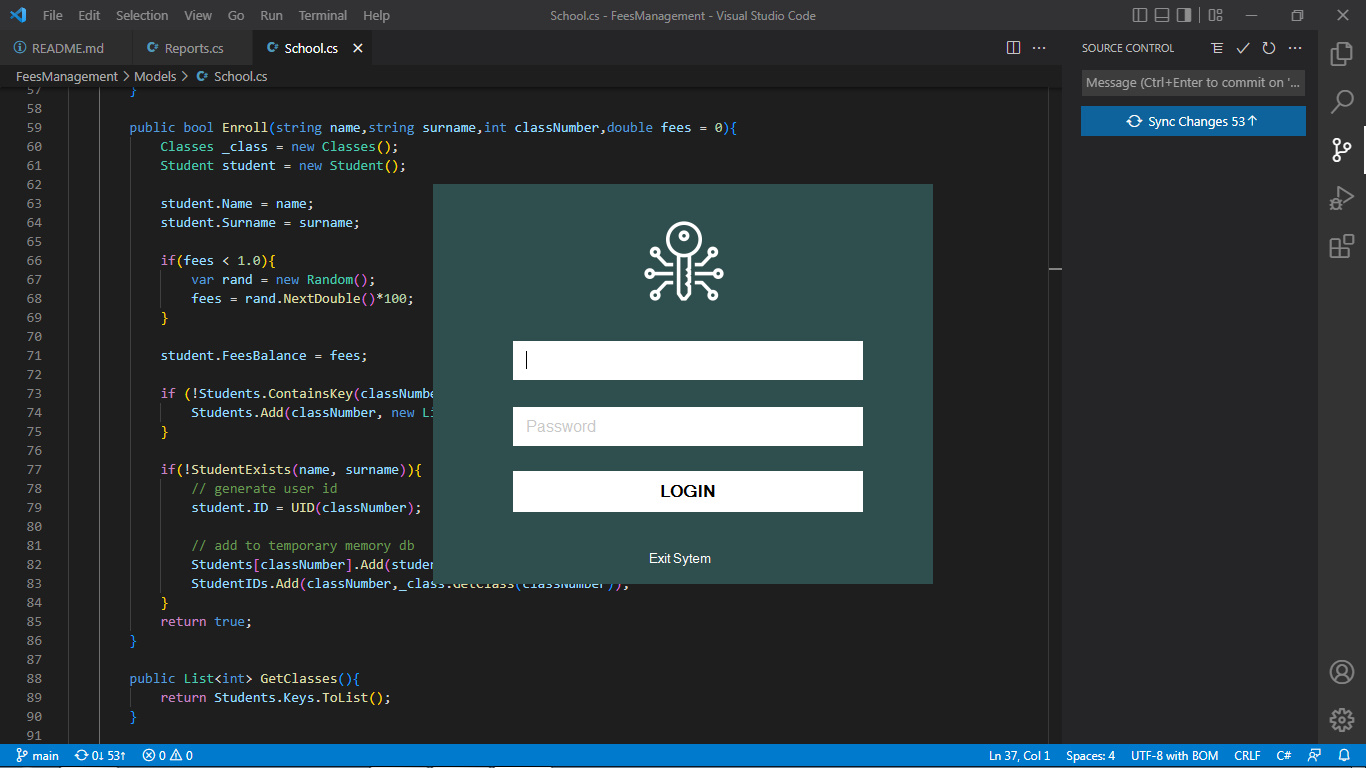 File Edit Selection View Go Run Terminal Help School.cs - FeesManagement - Visual Studio Code
README.md Reports.cs School.cs
FeesManagement > Models > School.cs
57 }
58
59 public bool Enroll(string name,string surname,int classNumber,double fees = 0){
60 Classes _class = new Classes();
61 Student student = new Student();
62
63 student.Name = name;
64 student.Surname = surname;
65
66 if(fees < 1.0){
67 var rand = new Random();
68 fees = rand.NextDouble()*100;
69 }
70
71 student.FeesBalance = fees;
72
73 if (!Students.ContainsKey(classNumbe
74 Students.Add(classNumber, new Li
75 }
76
77 if(!StudentExists(name, surname)){
78 // generate user id
79 student.ID = UID(classNumber);
80
81 // add to temporary memory db
82 Students[classNumber].Add(studen
83 StudentIDs.Add(classNumber,_class.GetClass(classNumber));
84 }
85 return true;
86 }
87
88 public List<int> GetClasses(){
89 return Students.Keys.ToList();
90 }
91
Password
LOGIN
Exit Sytem
SOURCE CONTROL
Message (Ctrl+Enter to commit on '...
Sync Changes 53↑
main 0↓ 53↑ 0 0 Ln 37, Col 1 Spaces: 4 UTF-8 with BOM CRLF C#